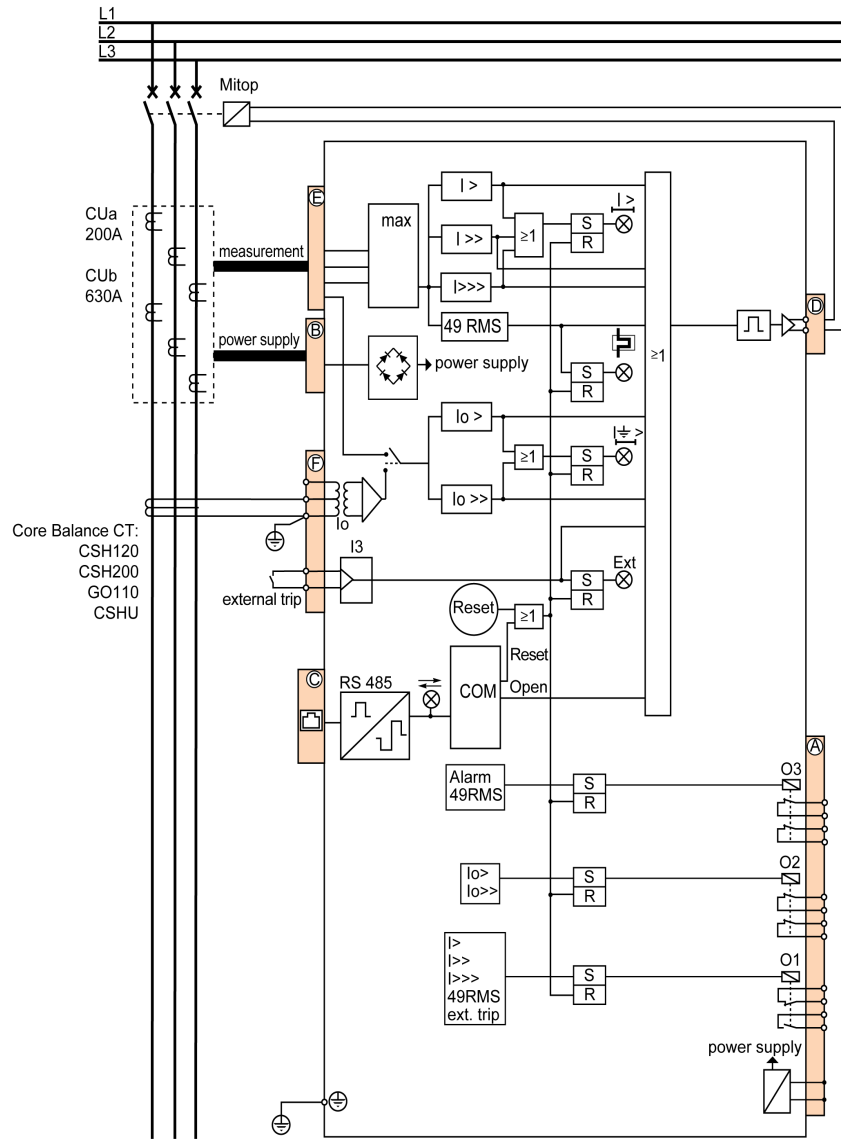 L1
L2
L3
Mitop
E
CUa
200A
CUb
630A
measurement
max
I >
I >>
I>>>
49 RMS
≥1
S
R
I >
D
B
power supply
power supply
S
R
≥1
Io >
Io >>
≥1
S
R
I >
F
Io
Core Balance CT:
CSH120
CSH200
GO110
CSHU
external trip
I3
S
R
Ext
Reset
≥1
Reset
C
RS 485
COM
Open
A
Alarm
49RMS
S
R
O3
Io>
Io>>
S
R
O2
I>
I>>
I>>>
49RMS
ext. trip
S
R
O1
power supply